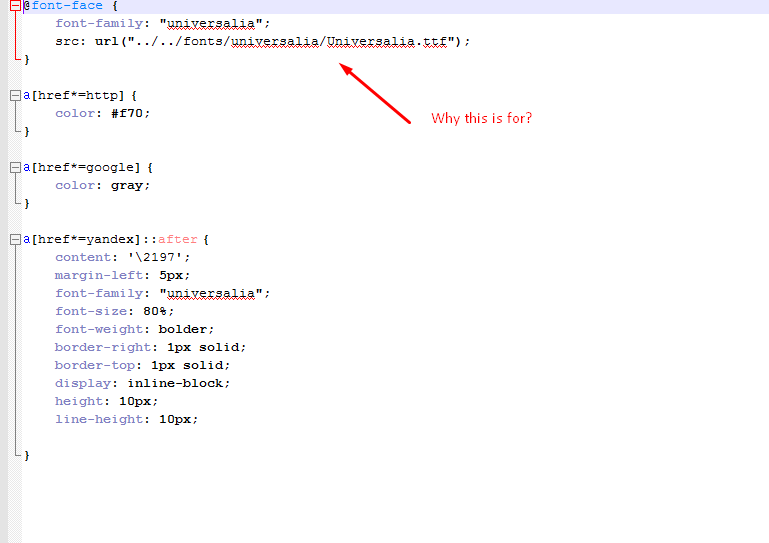 @font-face {
font-family: "universalia";
src: url("../../fonts/universalia/Universalia.ttf");
}
Why this is for?
a[href*=http] {
color: #f70;
}
a[href*=google] {
color: gray;
}
a[href*=yandex]::after {
content: '\2197';
margin-left: 5px;
font-family: "universalia";
font-size: 80%;
font-weight: bolder;
border-right: 1px solid;
border-top: 1px solid;
display: inline-block;
height: 10px;
line-height: 10px;
}